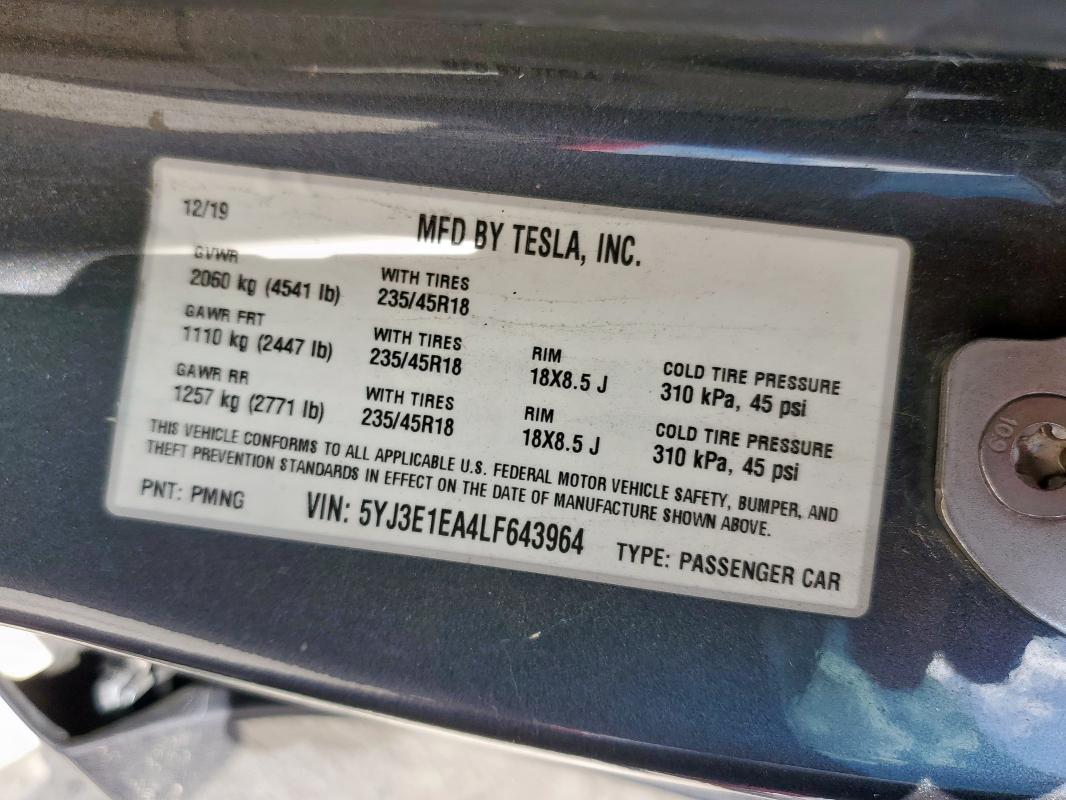 12/19
MFD BY TESLA, INC.
GVWR
2060 kg (4541 lb)
WITH TIRES
235/45R18
GAWR FRT
1110 kg (2447 lb)
WITH TIRES
235/45R18
RIM
18X8.5 J
COLD TIRE PRESSURE
310 kPa, 45 psi
GAWR RR
1257 kg (2771 lb)
WITH TIRES
235/45R18
RIM
18X8.5 J
COLD TIRE PRESSURE
310 kPa, 45 psi
THIS VEHICLE CONFORMS TO ALL APPLICABLE U.S. FEDERAL MOTOR VEHICLE SAFETY, BUMPER, AND
THEFT PREVENTION STANDARDS IN EFFECT ON THE DATE OF MANUFACTURE SHOWN ABOVE.
PNT: PMNG
VIN: 5YJ3E1EA4LF643964
TYPE: PASSENGER CAR